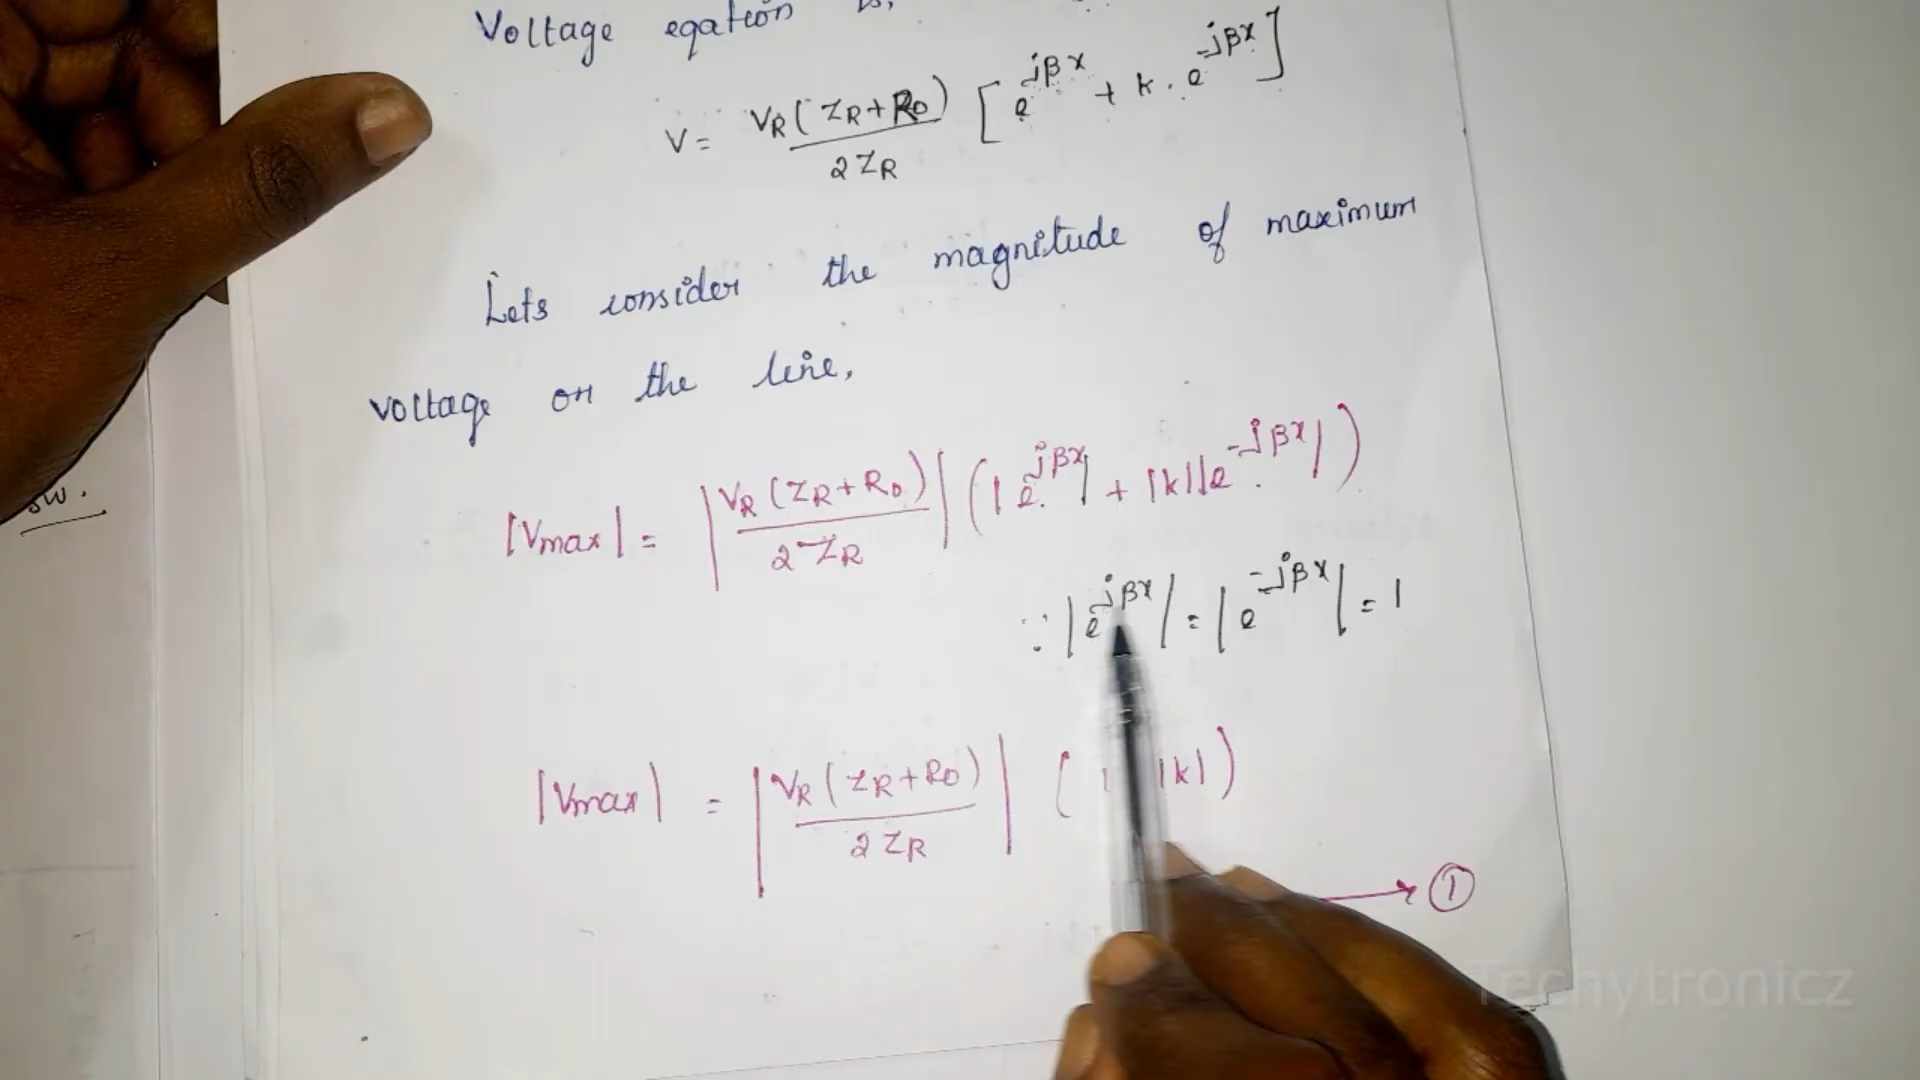 Voltage eqation is,
V = VR(ZR+R0) / 2ZR [e^jβx + k.e^-jβx]
Lets consider the magnitude of maximum
voltage on the line,
|Vmax| = |VR(ZR+R0) / 2ZR| (|e^jβx| + |k||e^-jβx|)
∵ |e^jβx| = |e^-jβx| = 1
|Vmax| = |VR(ZR+R0) / 2ZR| ( |k|)
→ ①
Techytronicz